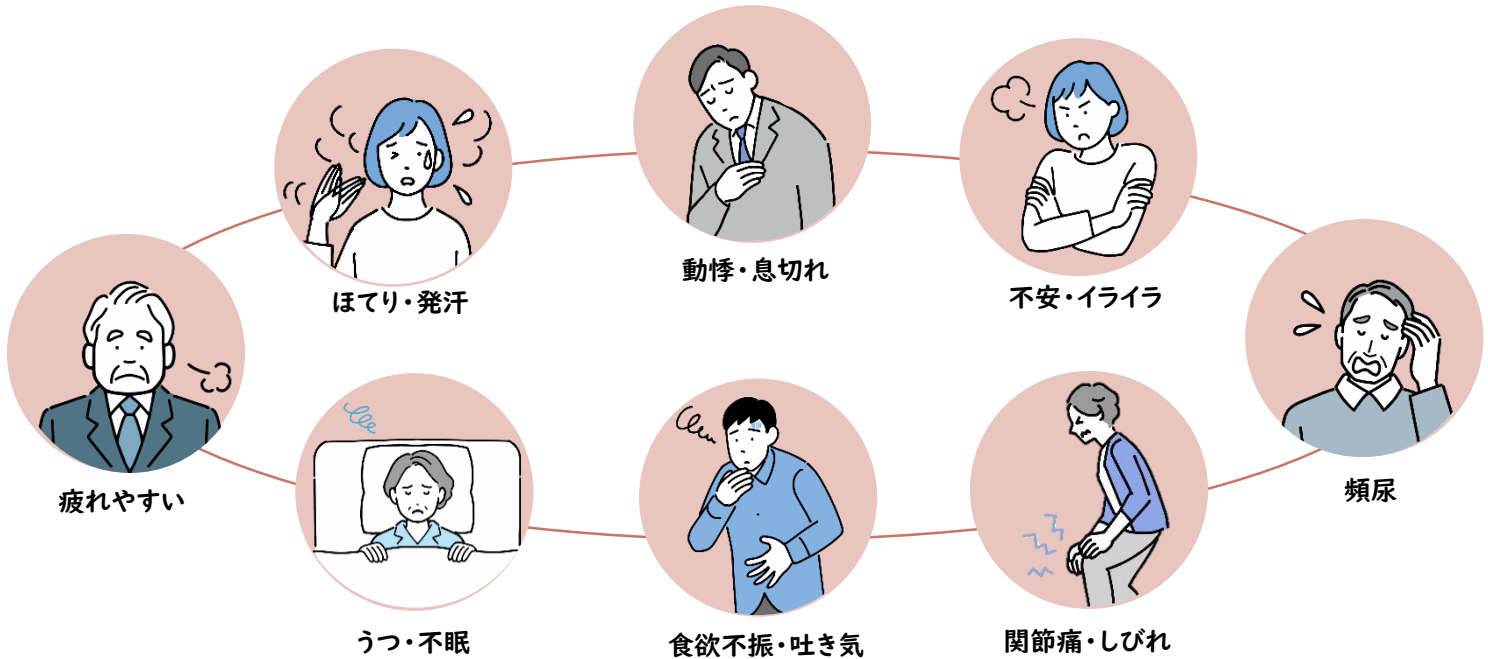 ほてり・発汗
動悸・息切れ
不安・イライラ
疲れやすい
頻尿
うつ・不眠
食欲不振・吐き気
関節痛・しびれ